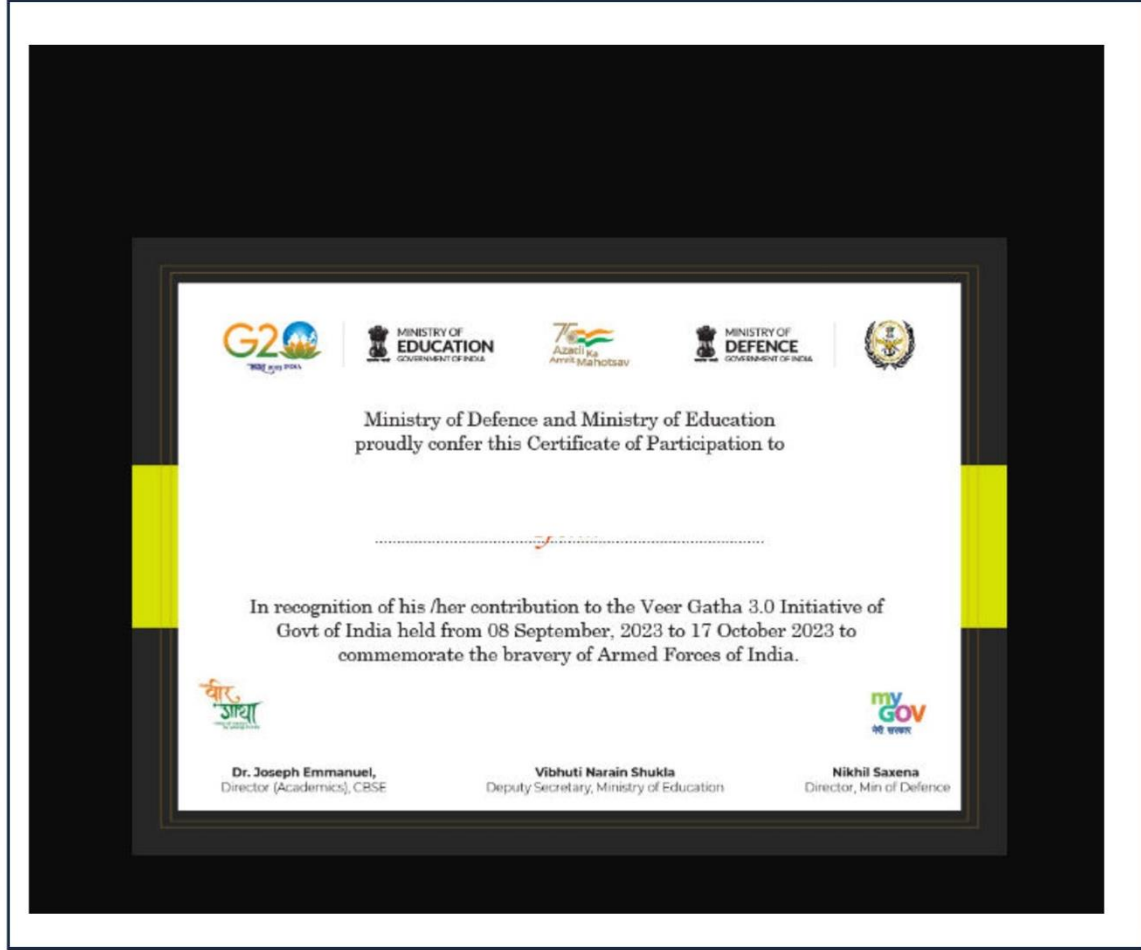 G20
भारत 2023 INDIA
MINISTRY OF
EDUCATION
GOVERNMENT OF INDIA
75
Azadi Ka
Amrit Mahotsav
MINISTRY OF
DEFENCE
GOVERNMENT OF INDIA
Ministry of Defence and Ministry of Education
proudly confer this Certificate of Participation to
In recognition of his /her contribution to the Veer Gatha 3.0 Initiative of
Govt of India held from 08 September, 2023 to 17 October 2023 to
commemorate the bravery of Armed Forces of India.
वीर
गाथा
my
GOV
मेरी सरकार
Dr. Joseph Emmanuel,
Director (Academics), CBSE
Vibhuti Narain Shukla
Deputy Secretary, Ministry of Education
Nikhil Saxena
Director, Min of Defence